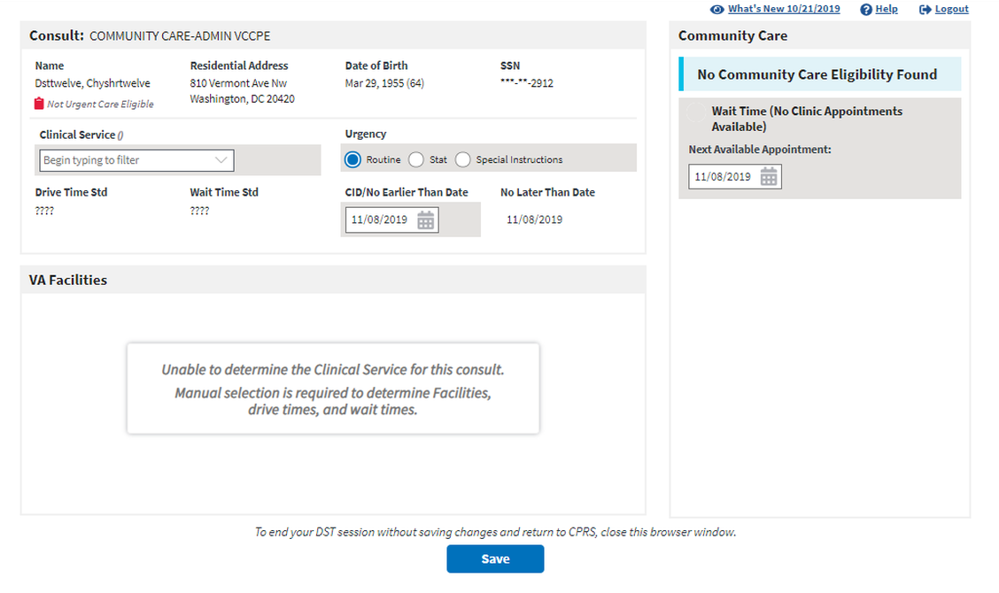 What's New 10/21/2019 Help Logout
Consult: COMMUNITY CARE-ADMIN VCCPE
Name Residential Address Date of Birth SSN
Dsttwelve, Chyshrtwelve 810 Vermont Ave Nw Mar 29, 1955 (64) ***-**-2912
Washington, DC 20420
Not Urgent Care Eligible
Clinical Service () Urgency
Begin typing to filter Routine Stat Special Instructions
Drive Time Std Wait Time Std CID/No Earlier Than Date No Later Than Date
???? ???? 11/08/2019 11/08/2019
VA Facilities
Unable to determine the Clinical Service for this consult.
Manual selection is required to determine Facilities,
drive times, and wait times.
Community Care
No Community Care Eligibility Found
Wait Time (No Clinic Appointments
Available)
Next Available Appointment:
11/08/2019
To end your DST session without saving changes and return to CPRS, close this browser window.
Save